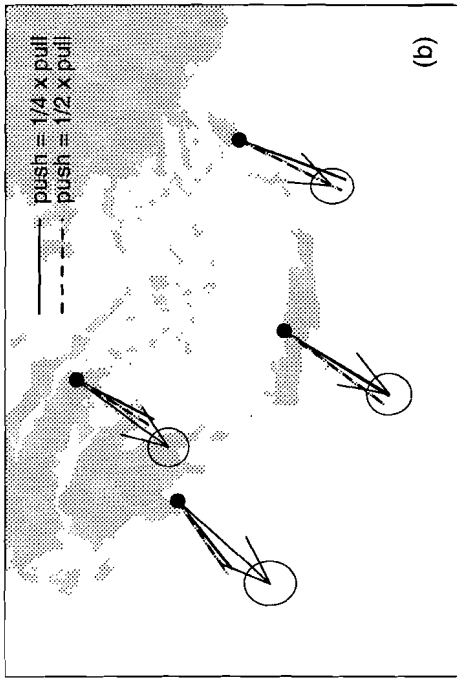 push = 1/4 x pull
push = 1/2 x pull
(b)